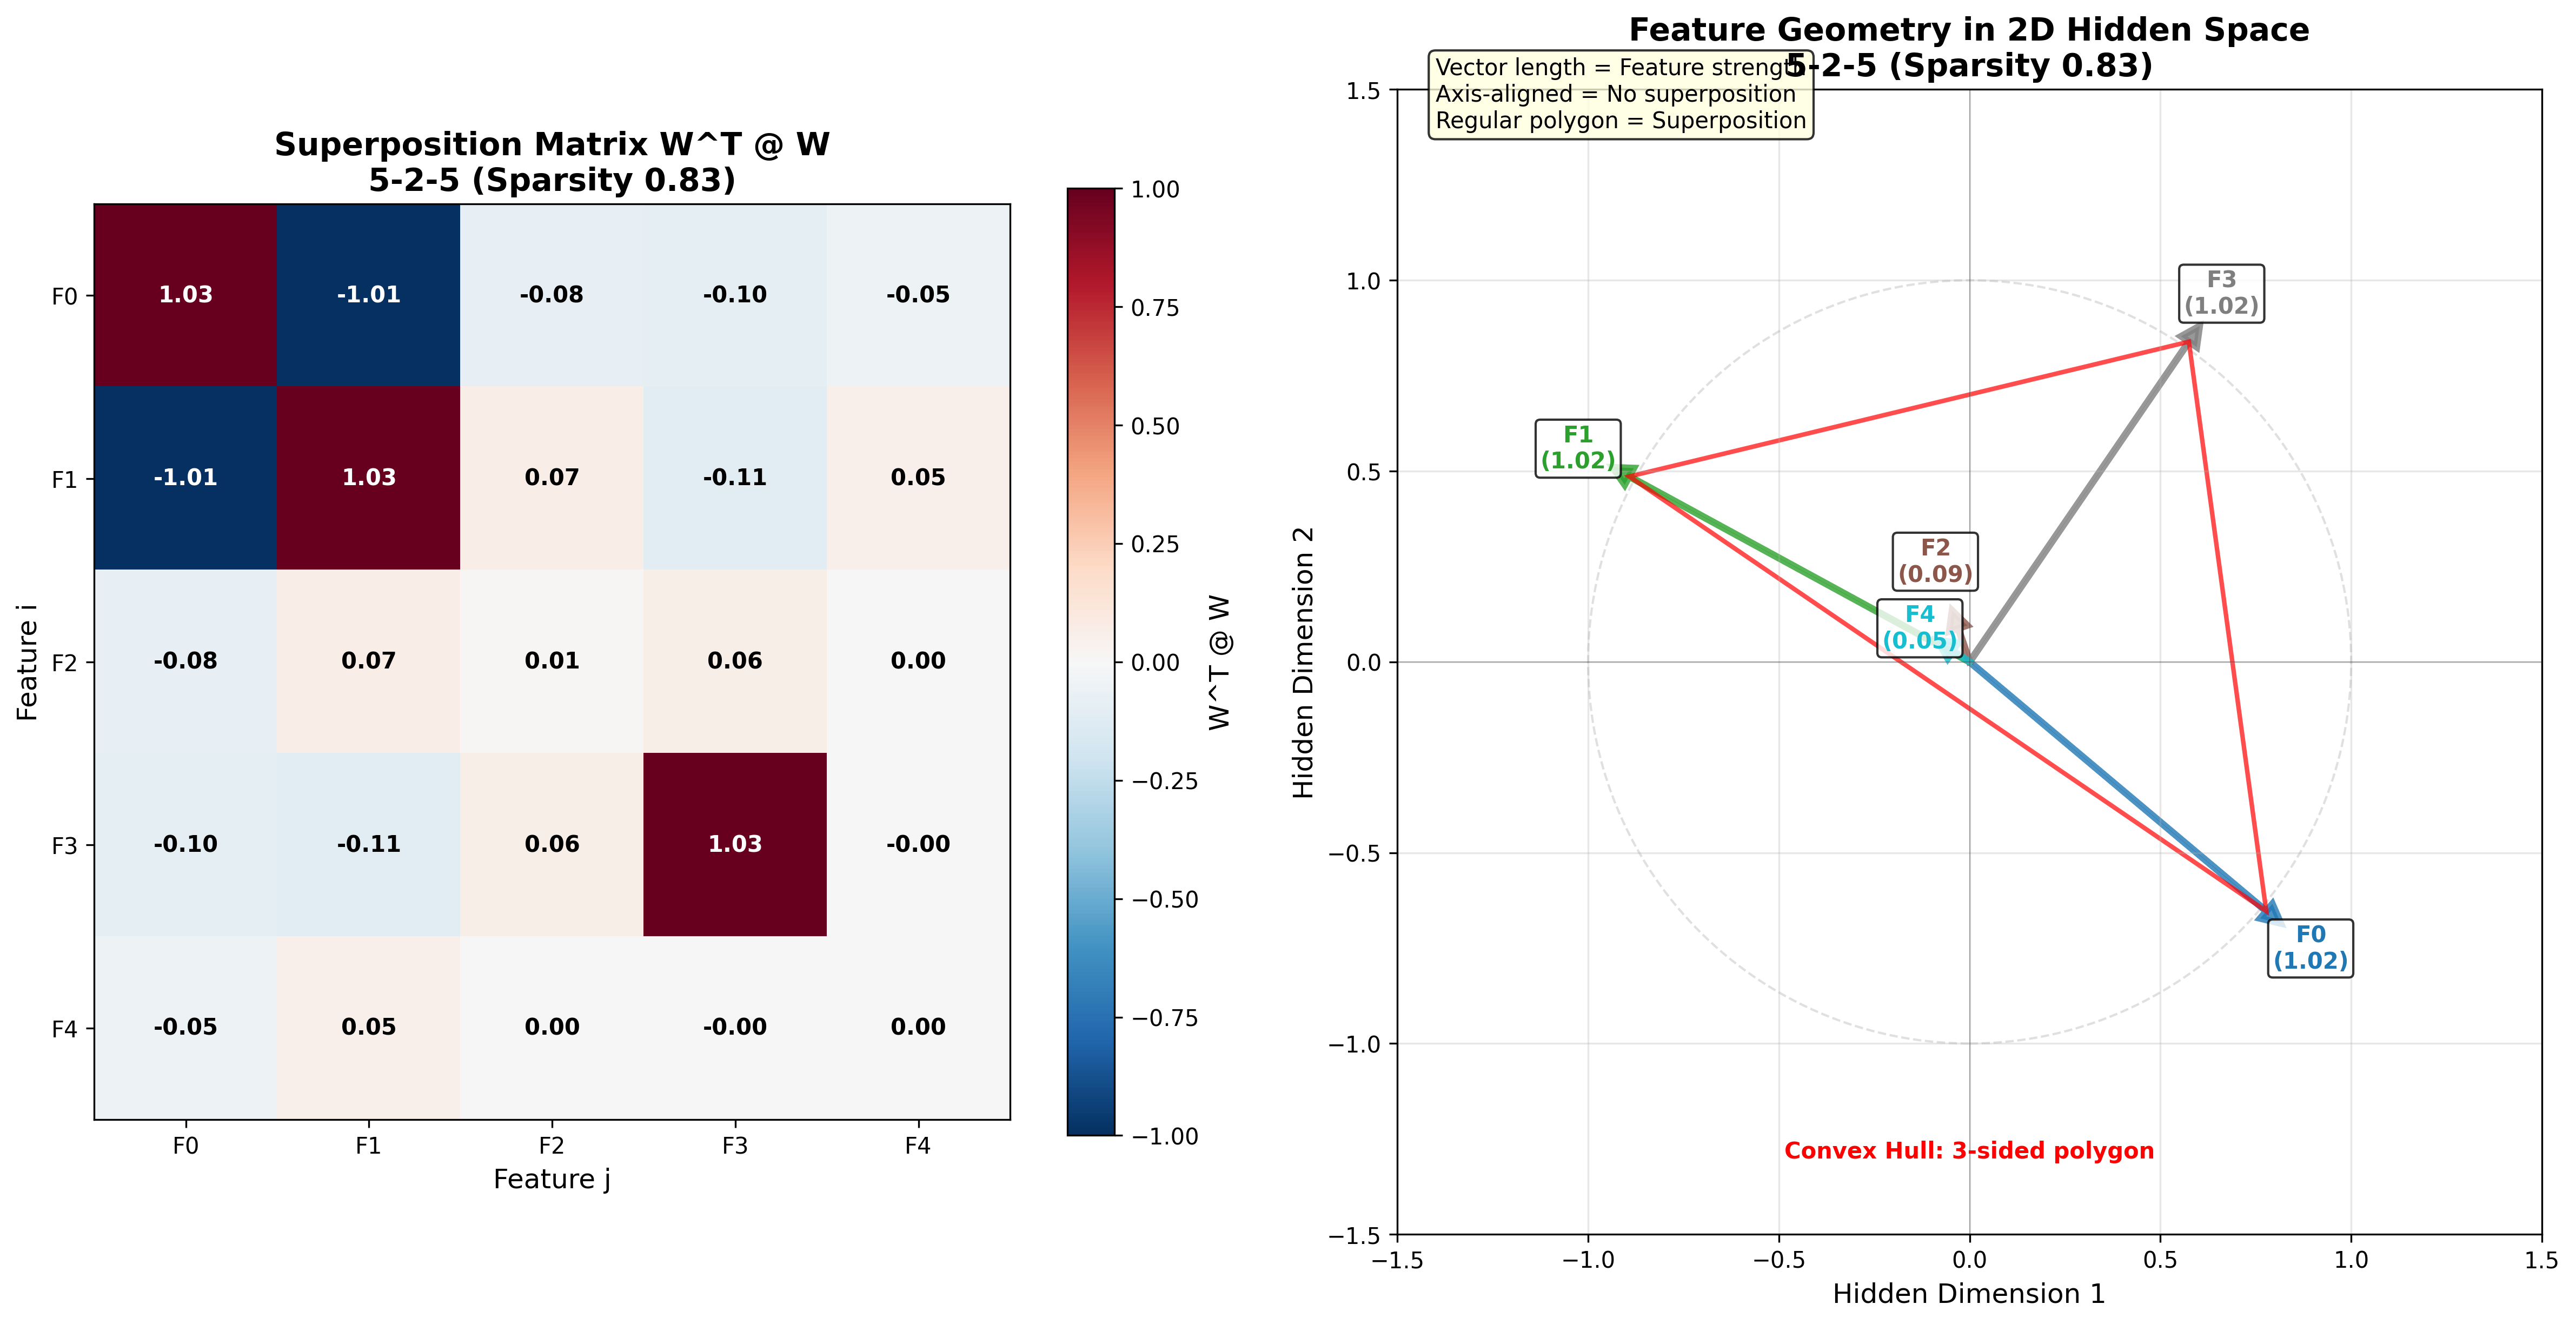 Superposition Matrix W^T @ W
5-2-5 (Sparsity 0.83)
F0
F1
F2
F3
F4
Feature i
1.03 -1.01 -0.08 -0.10 -0.05
-1.01 1.03 0.07 -0.11 0.05
-0.08 0.07 0.01 0.06 0.00
-0.10 -0.11 0.06 1.03 -0.00
-0.05 0.05 0.00 -0.00 0.00
F0 F1 F2 F3 F4
Feature j
1.00
0.75
0.50
0.25
0.00
−0.25
−0.50
−0.75
−1.00
W^T @ W
Feature Geometry in 2D Hidden Space
5-2-5 (Sparsity 0.83)
Vector length = Feature strength
Axis-aligned = No superposition
Regular polygon = Superposition
1.5
1.0
0.5
0.0
−0.5
−1.0
−1.5
Hidden Dimension 2
F3
(1.02)
F1
(1.02)
F2
(0.09)
F4
(0.05)
F0
(1.02)
Convex Hull: 3-sided polygon
−1.5 −1.0 −0.5 0.0 0.5 1.0 1.5
Hidden Dimension 1